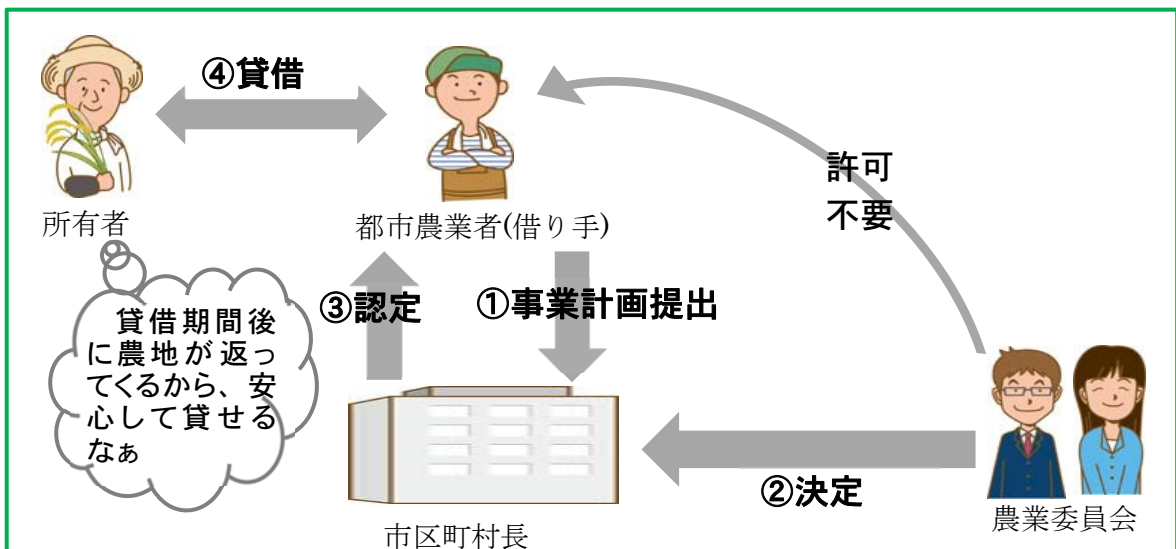 ④貸借
許可
不要
所有者
都市農業者(借り手)
③認定
①事業計画提出
貸借期間後
に農地が返っ
てくるから、安
心して貸せる
なぁ
②決定
市区町村長
農業委員会